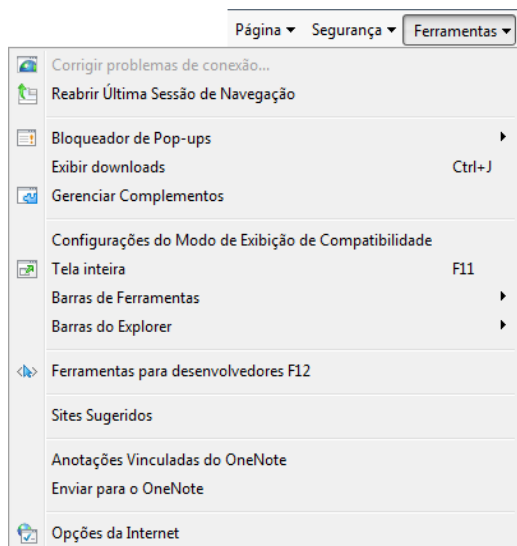 Página Segurança Ferramentas
Corrigir problemas de conexão...
Reabrir Última Sessão de Navegação
Bloqueador de Pop-ups
Exibir downloads Ctrl+J
Gerenciar Complementos
Configurações do Modo de Exibição de Compatibilidade
Tela inteira F11
Barras de Ferramentas
Barras do Explorer
Ferramentas para desenvolvedores F12
Sites Sugeridos
Anotações Vinculadas do OneNote
Enviar para o OneNote
Opções da Internet